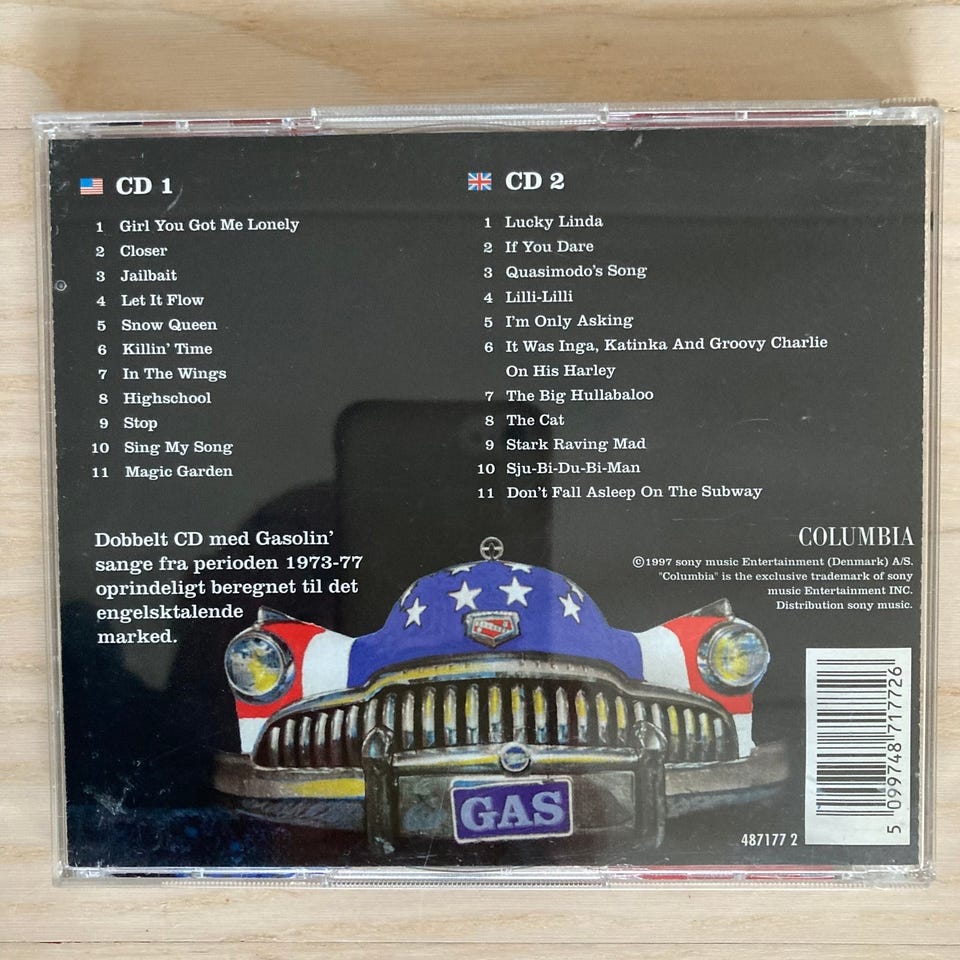 CD 1
1 Girl You Got Me Lonely
2 Closer
3 Jailbait
4 Let It Flow
5 Snow Queen
6 Killin' Time
7 In The Wings
8 Highschool
9 Stop
10 Sing My Song
11 Magic Garden
CD 2
1 Lucky Linda
2 If You Dare
3 Quasimodo's Song
4 Lilli-Lilli
5 I'm Only Asking
6 It Was Inga, Katinka And Groovy Charlie
On His Harley
7 The Big Hullabaloo
8 The Cat
9 Stark Raving Mad
10 Sju-Bi-Du-Bi-Man
11 Don't Fall Asleep On The Subway
Dobbelt CD med Gasolin'
sange fra perioden 1973-77
oprindeligt beregnet til det
engelsktalende
marked.
COLUMBIA
©1997 sony music Entertainment (Denmark) A/S.
"Columbia" is the exclusive trademark of sony
music Entertainment INC.
Distribution sony music.
GAS
487177 2
5 099748 717726